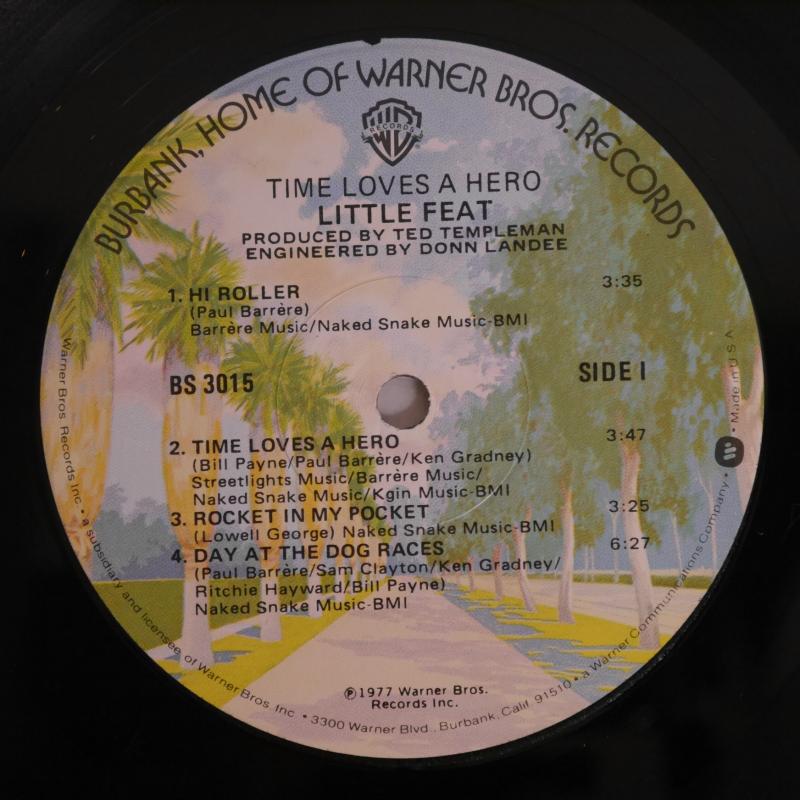 BURBANK, HOME OF WARNER BROS. RECORDS
RECORDS
TIME LOVES A HERO
LITTLE FEAT
PRODUCED BY TED TEMPLEMAN
ENGINEERED BY DONN LANDEE
1. HI ROLLER 3:35
(Paul Barrère)
Barrère Music/Naked Snake Music-BMI
BS 3015 SIDE I
2. TIME LOVES A HERO 3:47
(Bill Payne/Paul Barrère/Ken Gradney)
Streetlights Music/Barrère Music/
Naked Snake Music/Kgin Music-BMI
3. ROCKET IN MY POCKET 3:25
(Lowell George) Naked Snake Music-BMI
4. DAY AT THE DOG RACES 6:27
(Paul Barrère/Sam Clayton/Ken Gradney/
Ritchie Hayward/Bill Payne)
Naked Snake Music-BMI
℗1977 Warner Bros.
Records Inc.
Warner Bros. Records Inc. • a subsidiary and licensee of Warner Bros. Inc. • 3300 Warner Blvd., Burbank, Calif. 91510 • a Warner Communications Company • Made in U S A